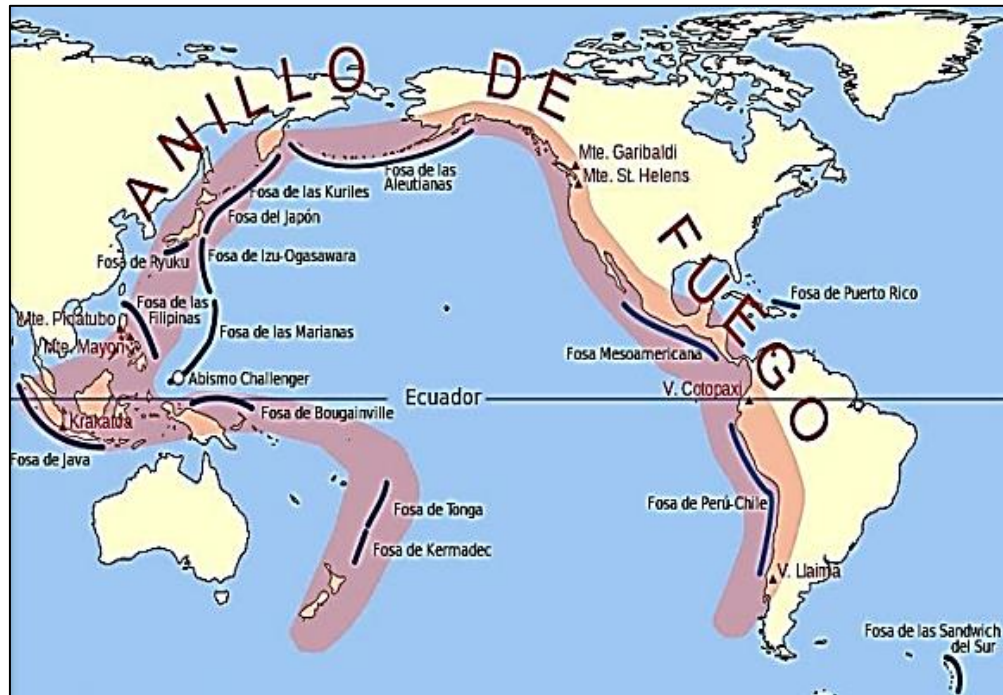 ANILLO DE FUEGO
Mte. Garibaldi
Mte. St. Helens
Fosa de las
Aleutianas
Fosa de las Kuriles
Fosa del Japón
Fosa de Izu-Ogasawara
Fosa de Ryuku
Fosa de las
Filipinas
Mte. Pinatubo
Mte. Mayon
Fosa de las Marianas
Abismo Challenger
Fosa de Puerto Rico
Fosa Mesoamericana
V. Cotopaxi
Ecuador
Fosa de Bougainville
Krakatoa
Fosa de Java
Fosa de Perú-Chile
Fosa de Tonga
Fosa de Kermadec
V. Llaima
Fosa de las Sandwich
del Sur